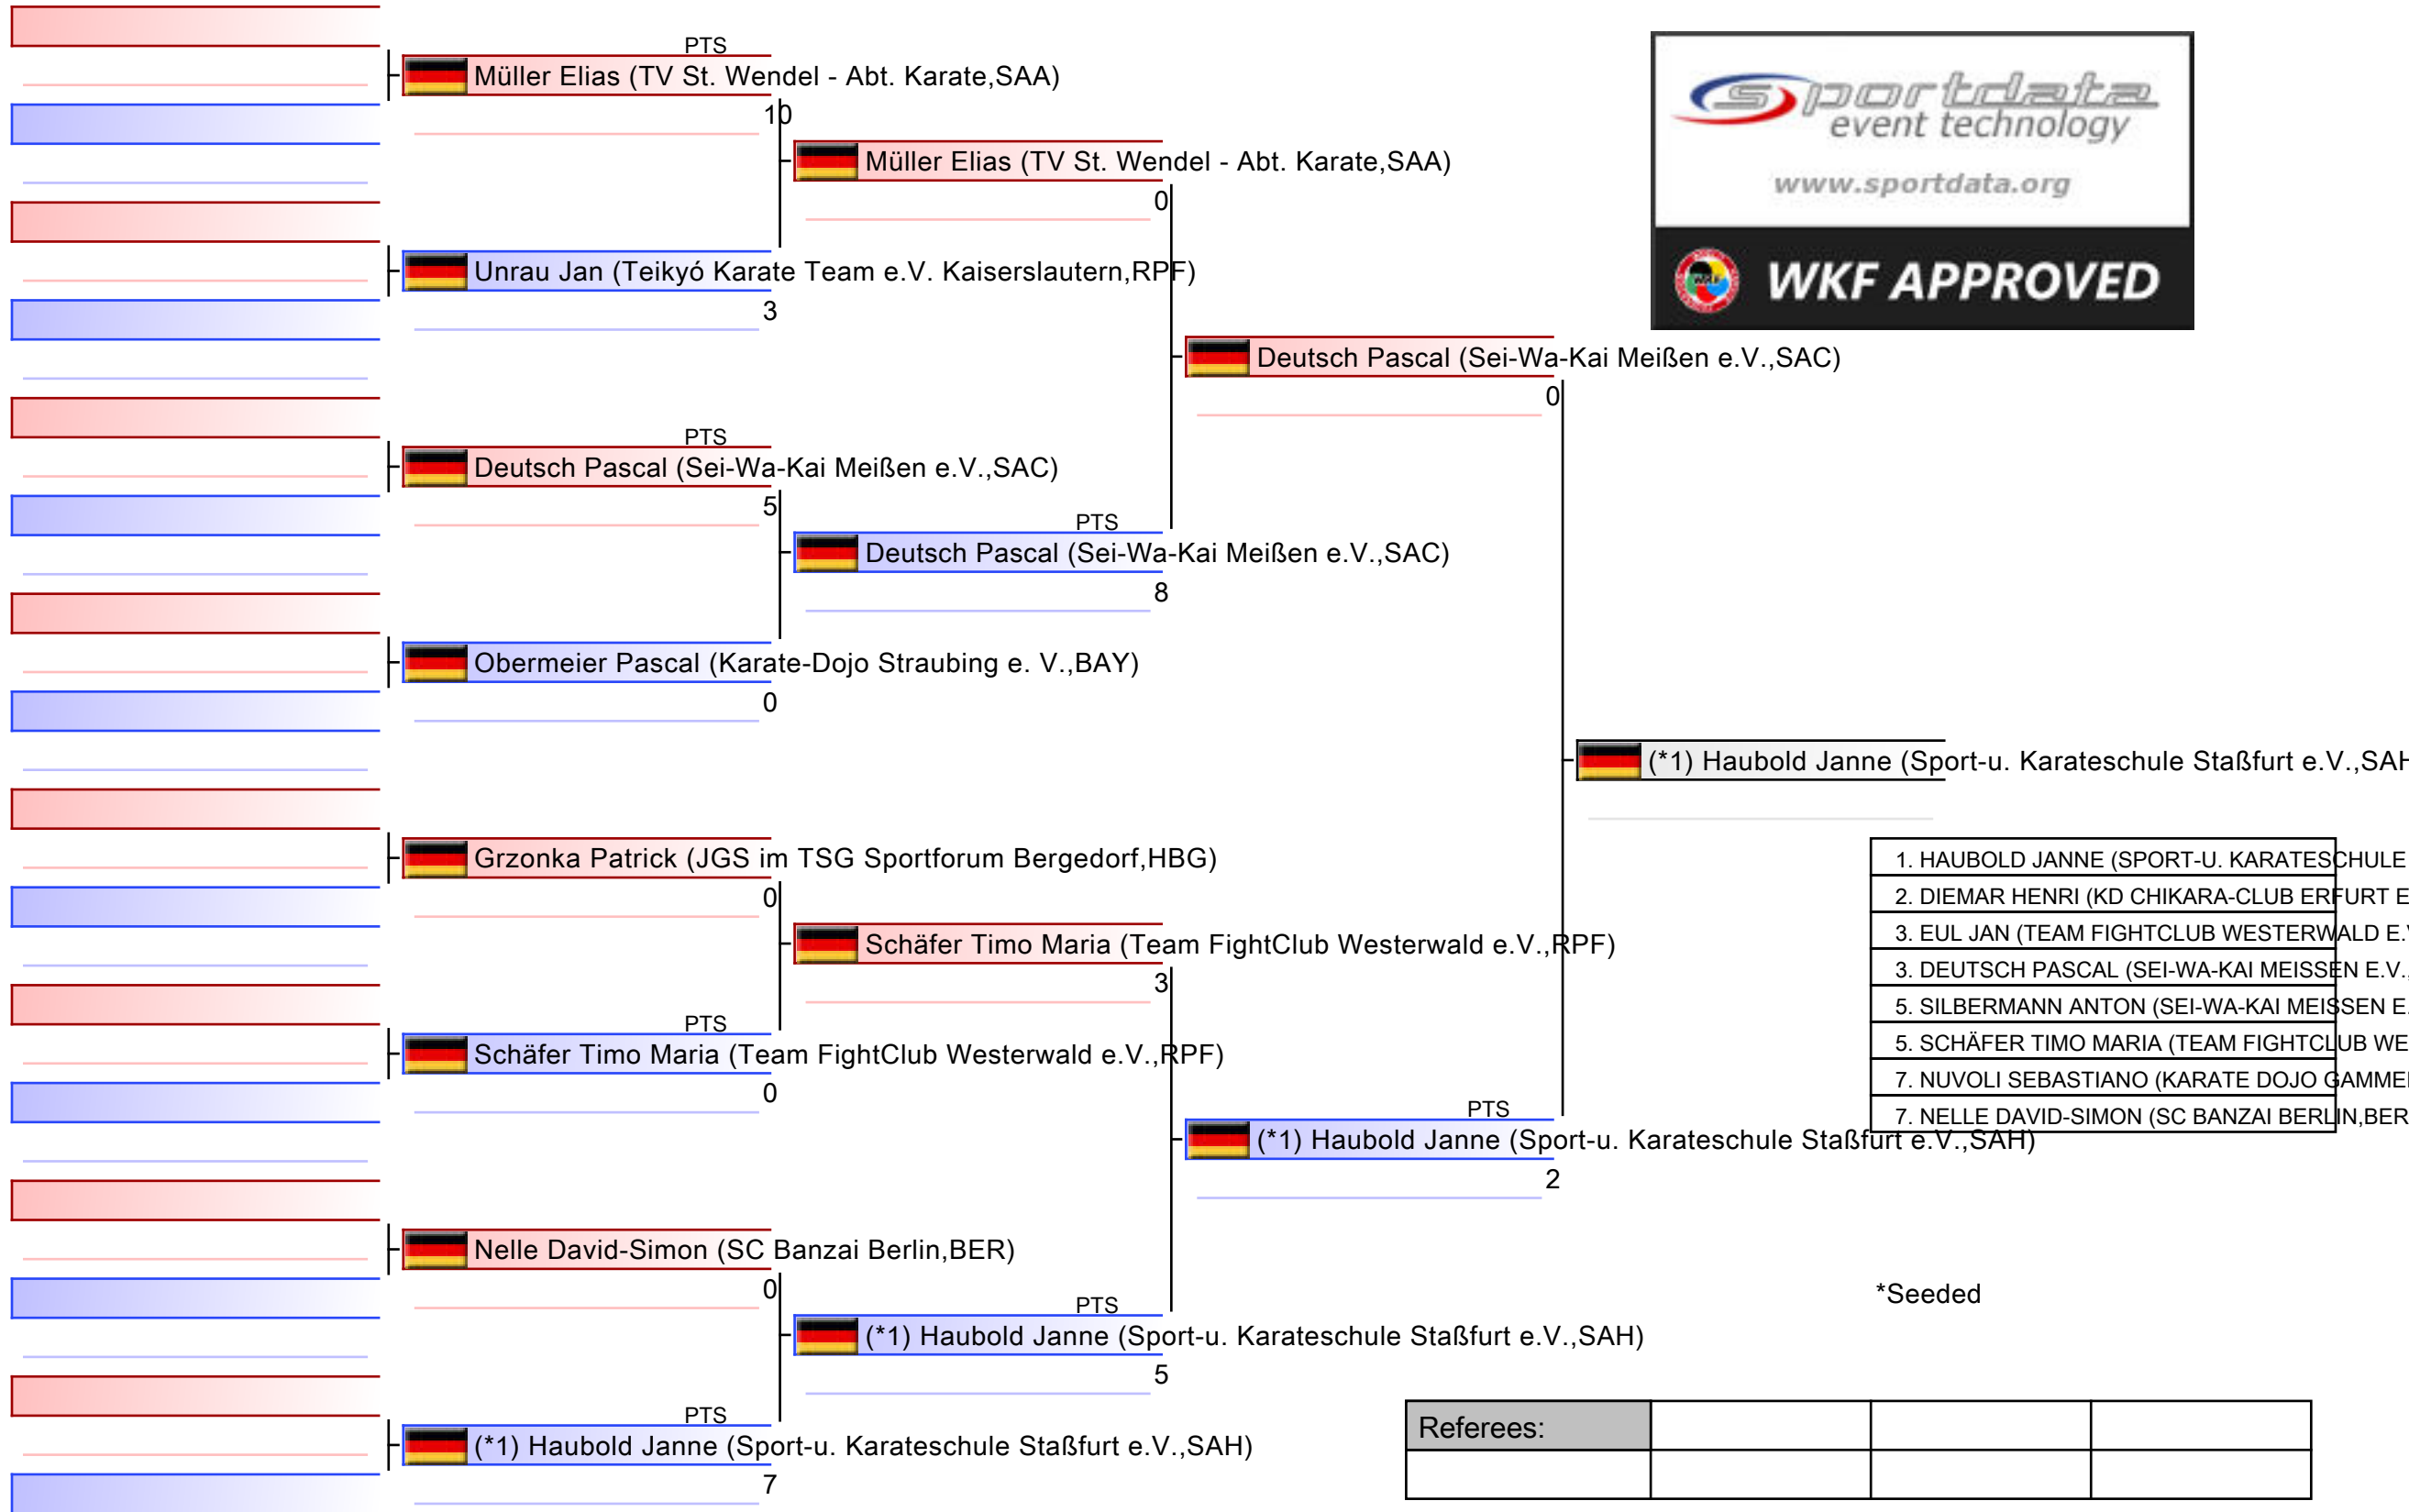 PTS
Müller Elias (TV St. Wendel - Abt. Karate,SAA)
10
Müller Elias (TV St. Wendel - Abt. Karate,SAA)
0
Unrau Jan (Teikyó Karate Team e.V. Kaiserslautern,RPF)
3
Deutsch Pascal (Sei-Wa-Kai Meißen e.V.,SAC)
0
PTS
Deutsch Pascal (Sei-Wa-Kai Meißen e.V.,SAC)
5
PTS
Deutsch Pascal (Sei-Wa-Kai Meißen e.V.,SAC)
8
Obermeier Pascal (Karate-Dojo Straubing e. V.,BAY)
0
(*1) Haubold Janne (Sport-u. Karateschule Staßfurt e.V.,SAH
Grzonka Patrick (JGS im TSG Sportforum Bergedorf,HBG)
0
Schäfer Timo Maria (Team FightClub Westerwald e.V.,RPF)
3
PTS
Schäfer Timo Maria (Team FightClub Westerwald e.V.,RPF)
0
PTS
(*1) Haubold Janne (Sport-u. Karateschule Staßfurt e.V.,SAH)
2
Nelle David-Simon (SC Banzai Berlin,BER)
0
PTS
(*1) Haubold Janne (Sport-u. Karateschule Staßfurt e.V.,SAH)
5
PTS
(*1) Haubold Janne (Sport-u. Karateschule Staßfurt e.V.,SAH)
7
sportdata
event technology
www.sportdata.org
WKF APPROVED
1. HAUBOLD JANNE (SPORT-U. KARATESCHULE
2. DIEMAR HENRI (KD CHIKARA-CLUB ERFURT E
3. EUL JAN (TEAM FIGHTCLUB WESTERWALD E.V
3. DEUTSCH PASCAL (SEI-WA-KAI MEISSEN E.V.,
5. SILBERMANN ANTON (SEI-WA-KAI MEISSEN E.
5. SCHÄFER TIMO MARIA (TEAM FIGHTCLUB WE
7. NUVOLI SEBASTIANO (KARATE DOJO GAMME
7. NELLE DAVID-SIMON (SC BANZAI BERLIN,BER
*Seeded
Referees: